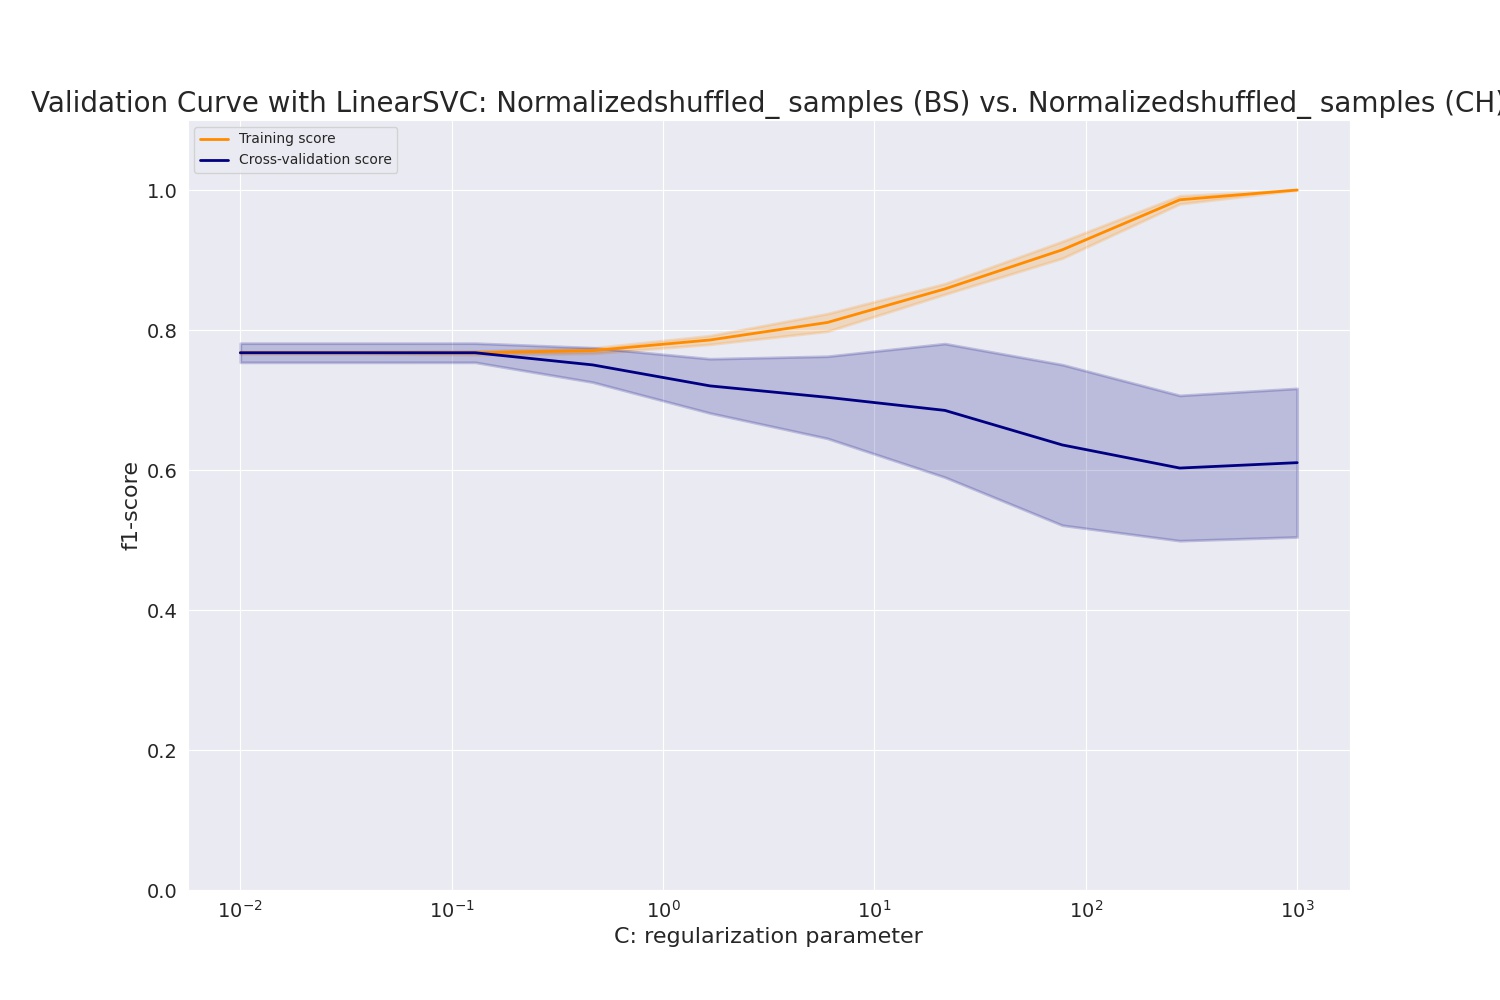 Validation Curve with LinearSVC: Normalizedshuffled_ samples (BS) vs. Normalizedshuffled_ samples (CH)
Training score
Cross-validation score
1.0
0.8
0.6
0.4
0.2
0.0
f1-score
10⁻² 10⁻¹ 10⁰ 10¹ 10² 10³
C: regularization parameter